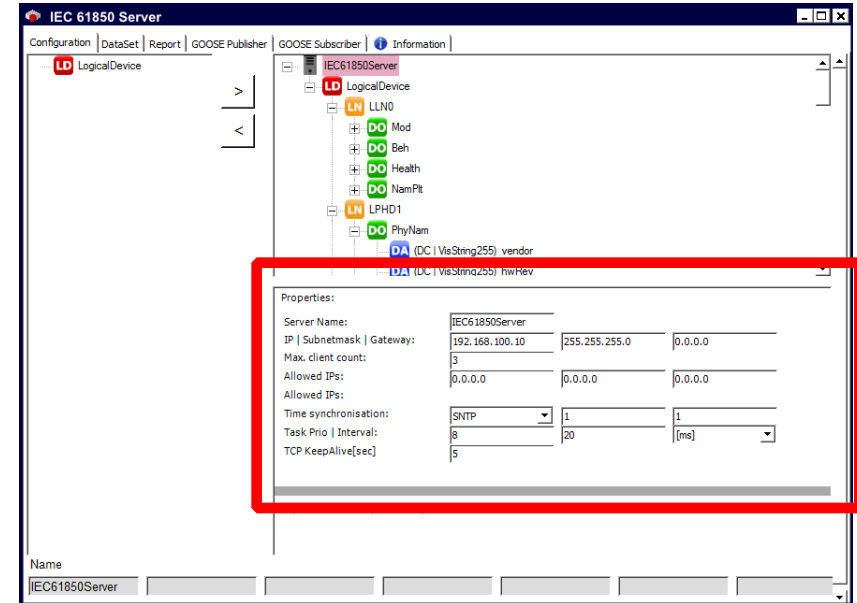 IEC 61850 Server
Configuration DataSet Report GOOSE Publisher GOOSE Subscriber Information
LD LogicalDevice
>
<
IEC61850Server
LD LogicalDevice
LN LLN0
DO Mod
DO Beh
DO Health
DO NamPlt
LN LPHD1
DO PhyNam
DA (DC | VisString255) vendor
DA (DC | VisString255) hwRev
Properties:
Server Name: IEC61850Server
IP | Subnetmask | Gateway: 192.168.100.10 255.255.255.0 0.0.0.0
Max. client count: 3
Allowed IPs: 0.0.0.0 0.0.0.0 0.0.0.0
Allowed IPs:
Time synchronisation: SNTP 1 1
Task Prio | Interval: 8 20 [ms]
TCP KeepAlive[sec] 5
Name
IEC61850Server